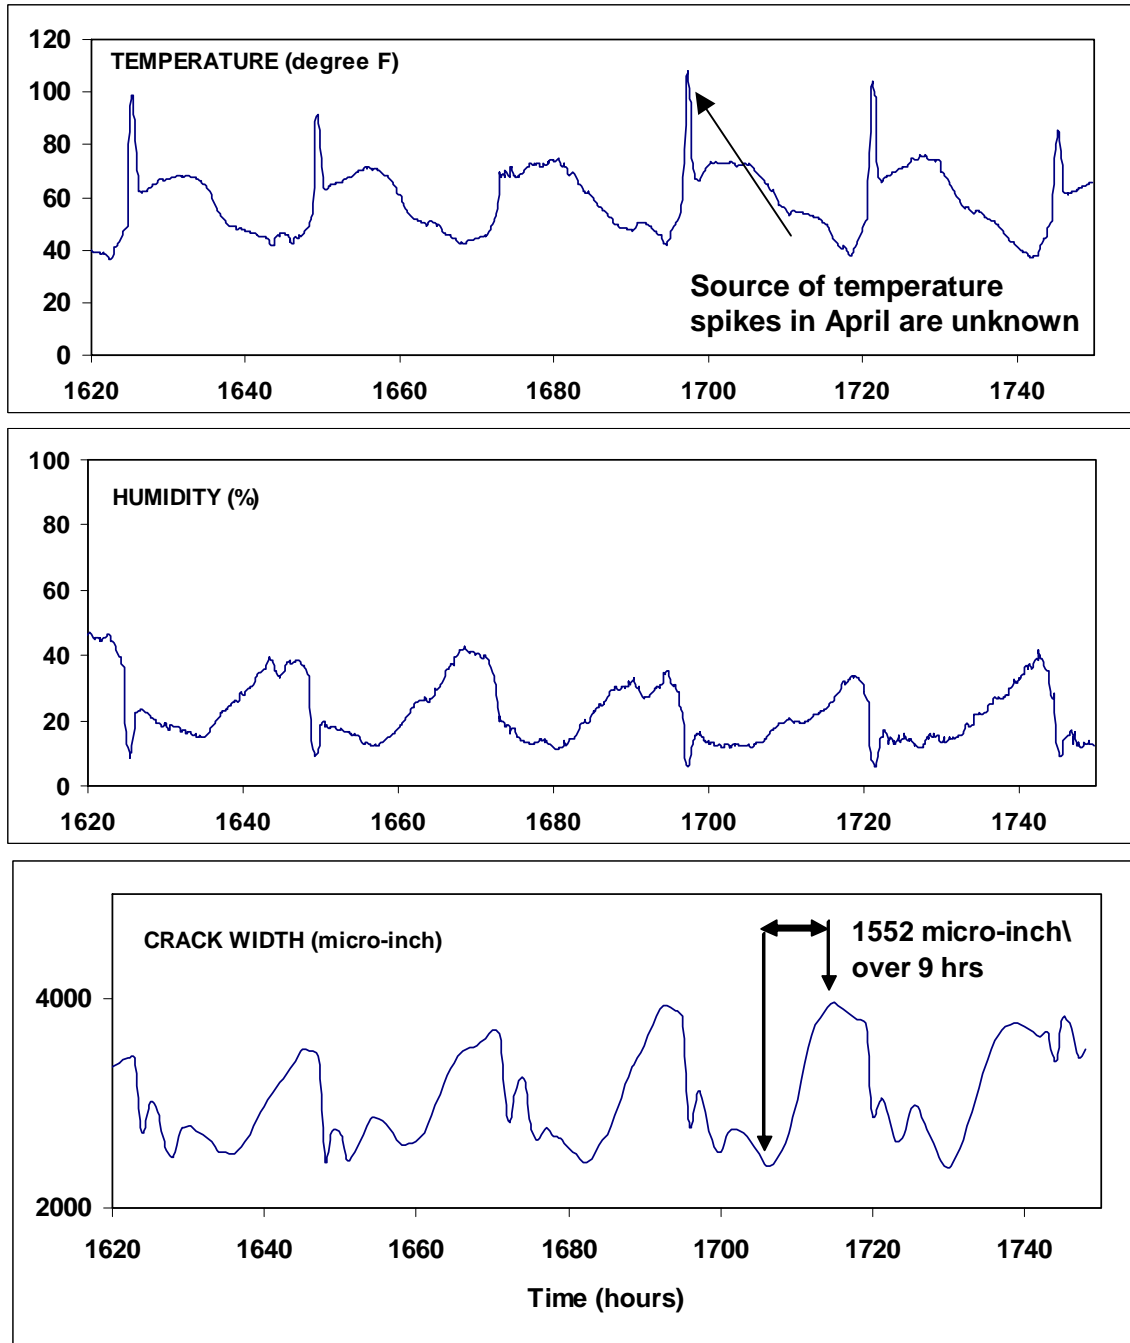 TEMPERATURE (degree F)
120
100
80
60
40
20
0
Source of temperature
spikes in April are unknown
1620 1640 1660 1680 1700 1720 1740
HUMIDITY (%)
100
80
60
40
20
0
1620 1640 1660 1680 1700 1720 1740
CRACK WIDTH (micro-inch)
1552 micro-inch\
over 9 hrs
4000
2000
1620 1640 1660 1680 1700 1720 1740
Time (hours)